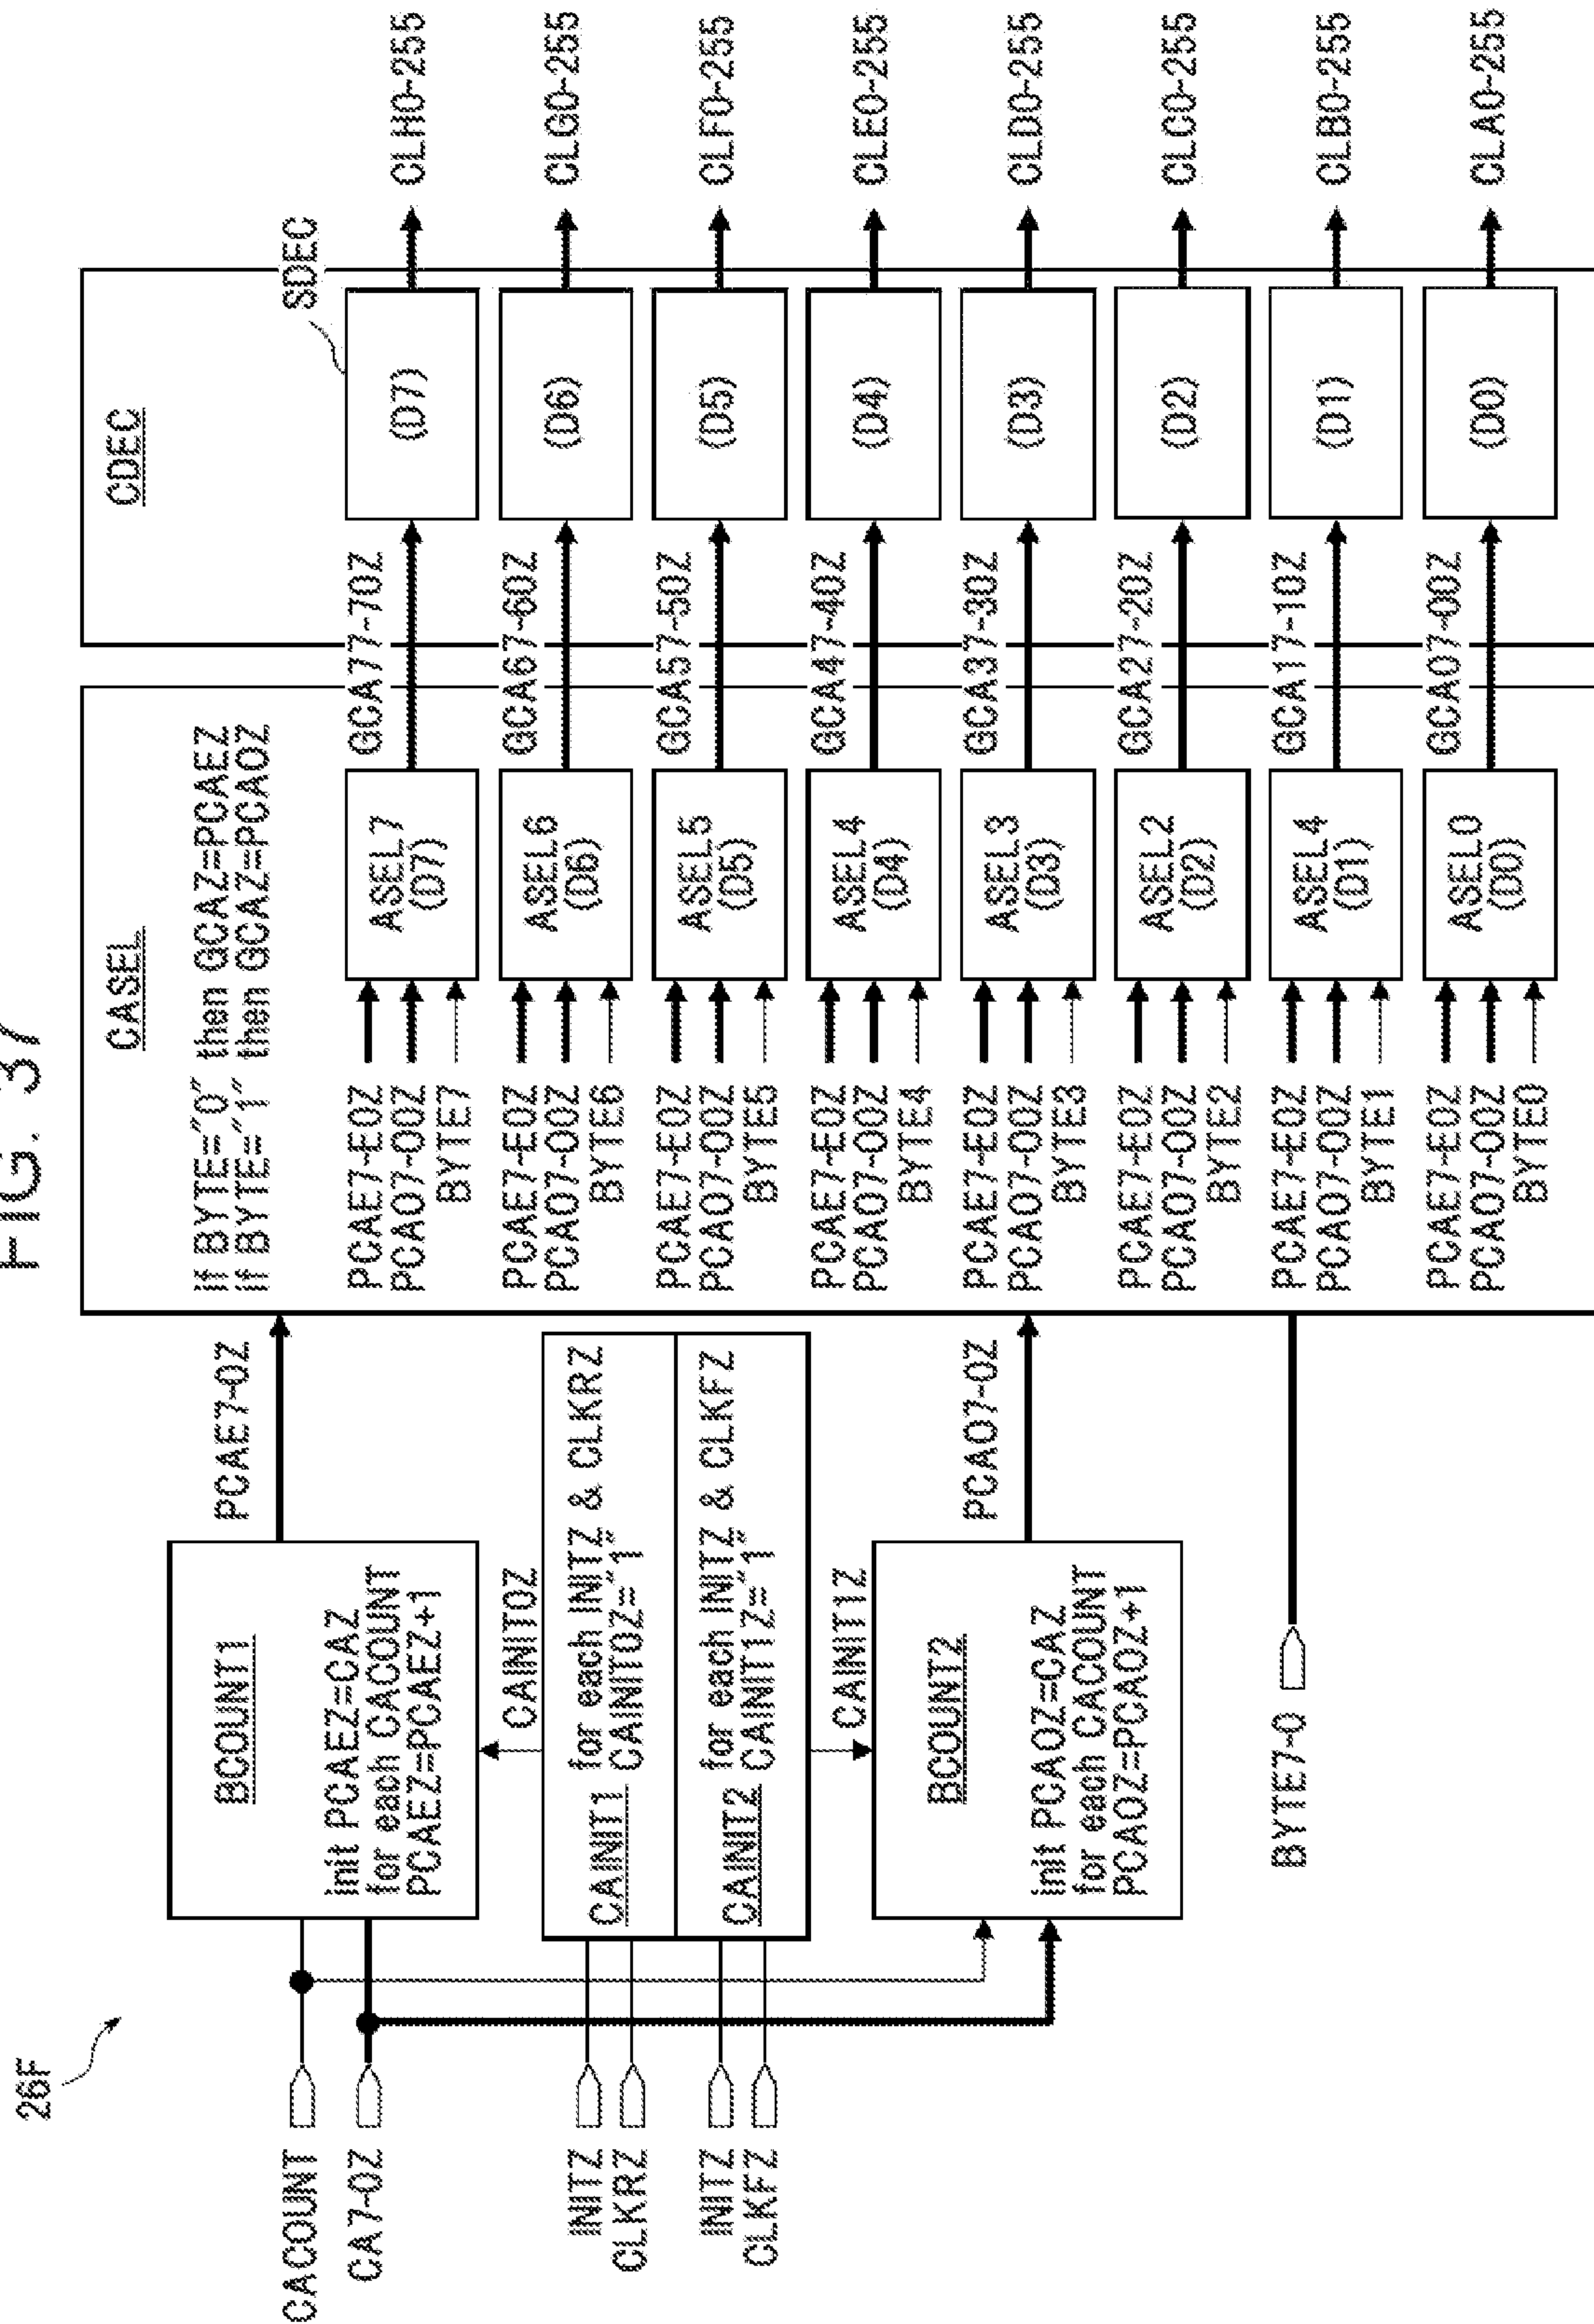 FIG. 37
26F
CACOUNT
CA7-0Z
INITZ
CLKRZ
INITZ
CLKFZ
BCOUNT1
init PCAEZ=CAZ
for each CACOUNT
PCAEZ=PCAEZ+1
CAINIT0Z
CAINIT1
for each INITZ & CLKRZ
CAINIT0Z="1"
CAINIT2
for each INITZ & CLKFZ
CAINIT1Z="1"
CAINIT1Z
BCOUNT2
init PCAOZ=CAZ
for each CACOUNT
PCAOZ=PCAOZ+1
BYTE7-0
PCAE7-0Z
PCAO7-0Z
CASEL
if BYTE="0" then GCAZ=PCAEZ
if BYTE="1" then GCAZ=PCAOZ
PCAE7-E0Z
PCAO7-O0Z
BYTE7
ASEL7
(D7)
GCA77-70Z
PCAE7-E0Z
PCAO7-O0Z
BYTE6
ASEL6
(D6)
GCA67-60Z
PCAE7-E0Z
PCAO7-O0Z
BYTE5
ASEL5
(D5)
GCA57-50Z
PCAE7-E0Z
PCAO7-O0Z
BYTE4
ASEL4
(D4)
GCA47-40Z
PCAE7-E0Z
PCAO7-O0Z
BYTE3
ASEL3
(D3)
GCA37-30Z
PCAE7-E0Z
PCAO7-O0Z
BYTE2
ASEL2
(D2)
GCA27-20Z
PCAE7-E0Z
PCAO7-O0Z
BYTE1
ASEL4
(D1)
GCA17-10Z
PCAE7-E0Z
PCAO7-O0Z
BYTE0
ASEL0
(D0)
GCA07-00Z
CDEC
SDEC
(D7)
CLH0-255
(D6)
CLG0-255
(D5)
CLF0-255
(D4)
CLE0-255
(D3)
CLD0-255
(D2)
CLC0-255
(D1)
CLB0-255
(D0)
CLA0-255